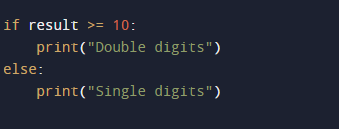 if result >= 10:
    print("Double digits")
else:
    print("Single digits")